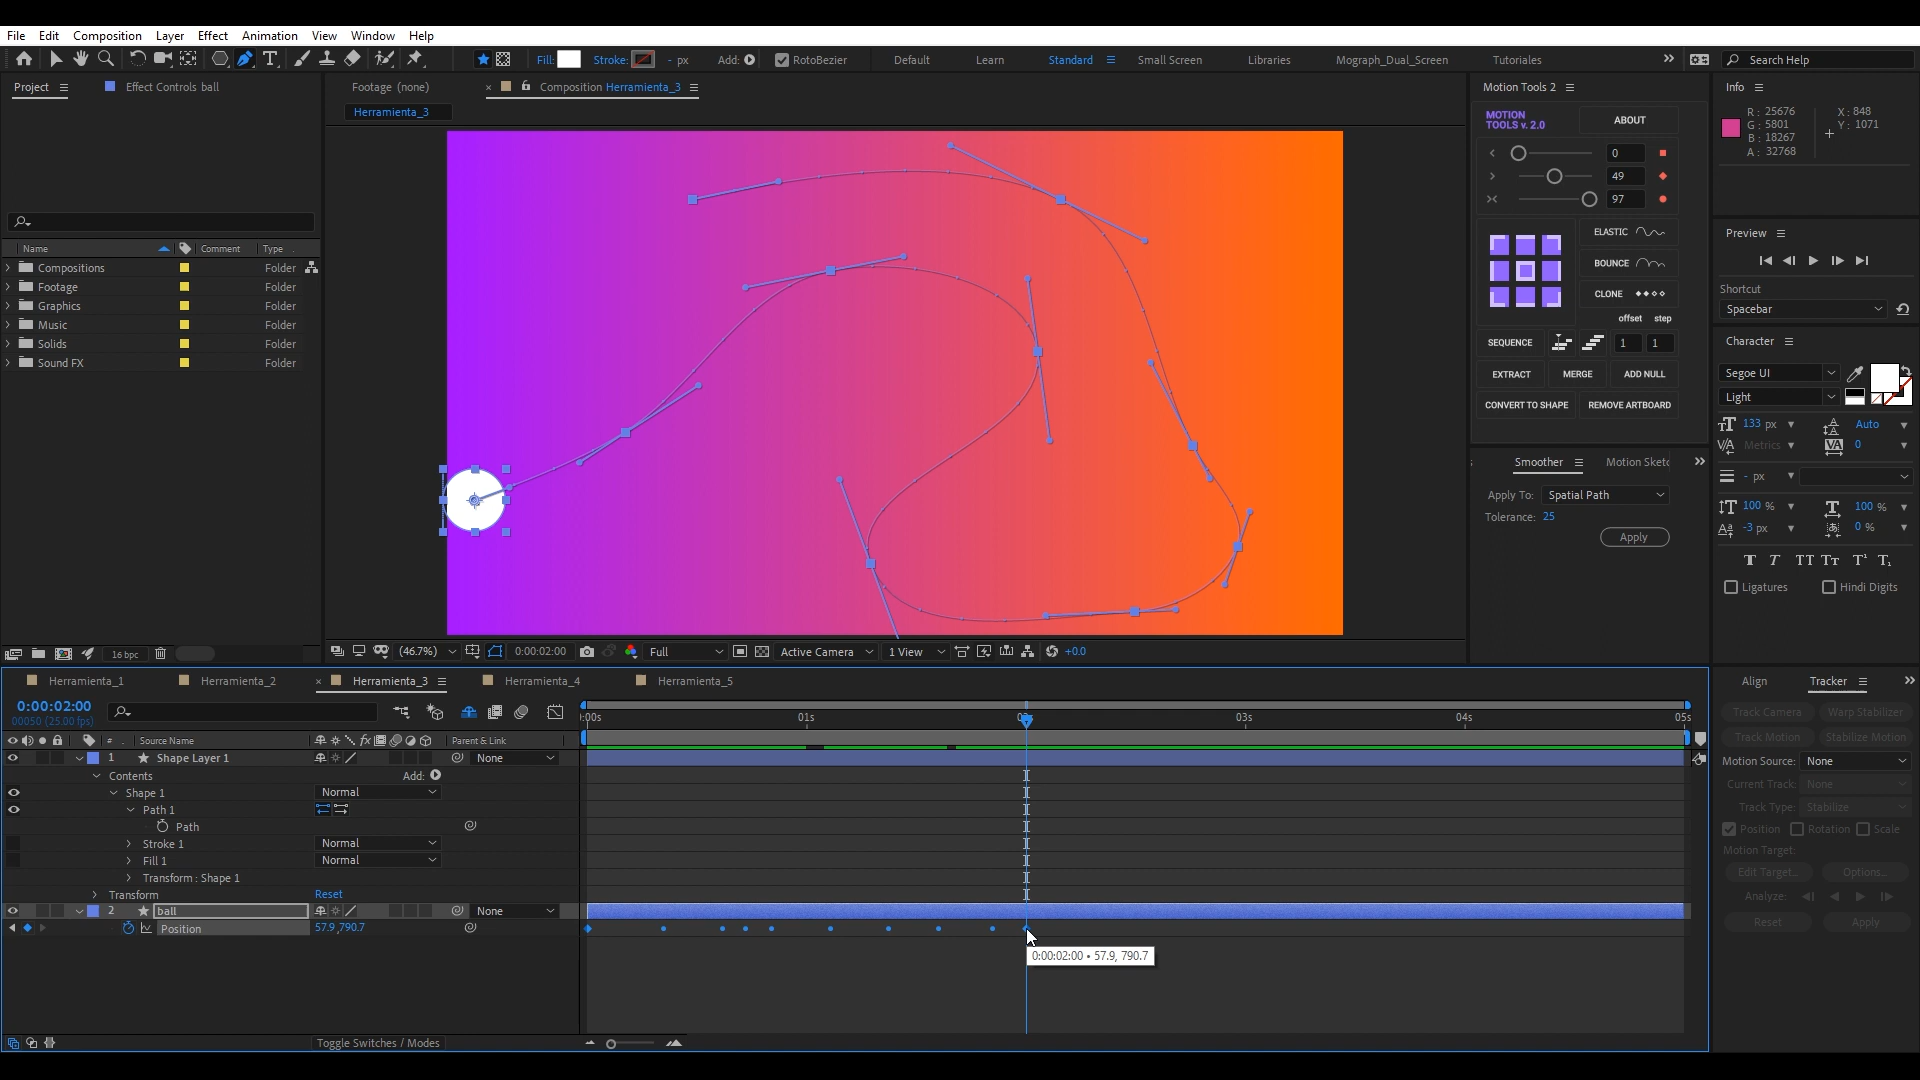 File Edit Composition Layer Effect Animation View Window Help
Fill: Stroke: - px Add: RotoBezier Default Learn Standard Small Screen Libraries Mograph_Dual_Screen Tutoriales Search Help
Project Effect Controls ball
Footage (none) Composition Herramienta_3
Herramienta_3
Name Comment Type
Compositions Folder
Footage Folder
Graphics Folder
Music Folder
Solids Folder
Sound FX Folder
16 bpc
(46.7%) 0:00:02:00 Full Active Camera 1 View +0.0
Motion Tools 2
MOTION TOOLS v. 2.0 ABOUT
0
49
97
ELASTIC
BOUNCE
CLONE
offset step
SEQUENCE 1 1
EXTRACT MERGE ADD NULL
CONVERT TO SHAPE REMOVE ARTBOARD
Smoother Motion Sketc
Apply To: Spatial Path
Tolerance: 25
Apply
Info
R: 25676 X: 848
G: 5801 Y: 1071
B: 18267
A: 32768
Preview
Shortcut
Spacebar
Character
Segoe UI
Light
133 px Auto
Metrics 0
- px
100 % 100 %
-3 px 0 %
Ligatures Hindi Digits
Herramienta_1 Herramienta_2 Herramienta_3 Herramienta_4 Herramienta_5
0:00:02:00
00050 (25.00 fps)
:00s 01s 03s 04s 05s
# Source Name Parent & Link
1 Shape Layer 1 None
Contents Add:
Shape 1 Normal
Path 1
Path
Stroke 1 Normal
Fill 1 Normal
Transform : Shape 1
Transform Reset
2 ball None
Position 57.9,790.7
0:00:02:00 • 57.9, 790.7
Toggle Switches / Modes
Align Tracker
Track Camera Warp Stabilizer
Track Motion Stabilize Motion
Motion Source: None
Current Track: None
Track Type: Stabilize
Position Rotation Scale
Motion Target:
Edit Target... Options...
Analyze:
Reset Apply